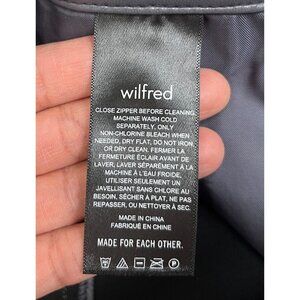 wilfred
CLOSE ZIPPER BEFORE CLEANING
MACHINE WASH COLD
SEPARATELY, ONLY
NON-CHLORINE BLEACH WHEN
NEEDED, DRY FLAT, DO NOT IRON
OR DRY CLEAN. FERMER LA
FERMETURE ÉCLAIR AVANT DE
LAVER, LAVER SÉPARÉMENT À LA
MACHINE À L'EAU FROIDE,
UTILISER SEULEMENT UN
JAVELLISANT SANS CHLORE AU
BESOIN, SÉCHER À PLAT, NE PAS
REPASSER, OU NETTOYER À SEC.
MADE IN CHINA
FABRIQUÉ EN CHINE
MADE FOR EACH OTHER.